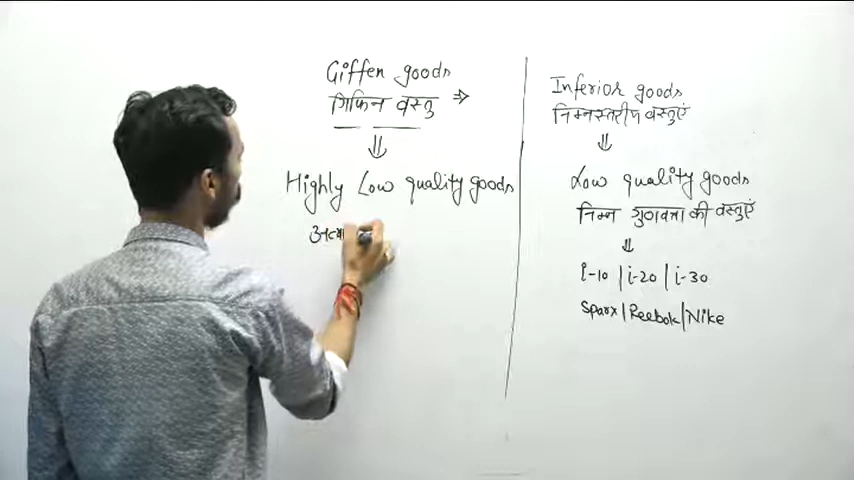 Giffen goods
गिफिन वस्तु ⇒
⇓
Highly Low quality goods
अत्या
Inferior goods
निम्नस्तरीय वस्तुएं
⇓
Low quality goods
निम्न गुणवत्ता की वस्तुएं
⇓
i-10 | i-20 | i-30
Sparx | Reebok | Nike